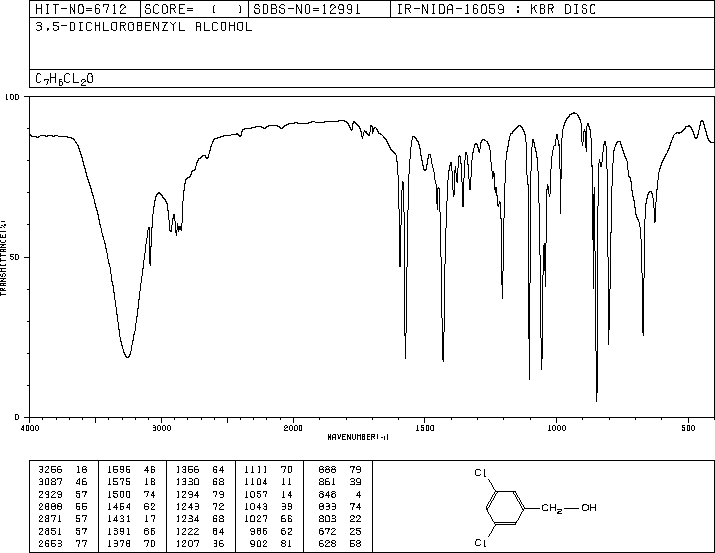 HIT-NO=6712 |SCORE= ( )|SDBS-NO=12991 |IR-NIDA-16059 : KBR DISC
3,5-DICHLOROBENZYL ALCOHOL
C7H6CL2O
100
50
0
TRANSMITTANCE(%)
4000 3000 2000 1500 1000 500
WAVENUMBER(-1)
3256 18 1595 46 1356 64 1111 70 888 79
3087 46 1575 18 1330 68 1104 11 861 39
2929 57 1500 74 1294 79 1057 14 846 4
2888 55 1454 62 1243 72 1043 39 833 74
2871 57 1431 17 1234 68 1027 66 803 22
2851 57 1391 66 1222 64 986 62 672 25
2653 77 1378 70 1207 36 902 81 628 58
Cl
CH2 OH
Cl